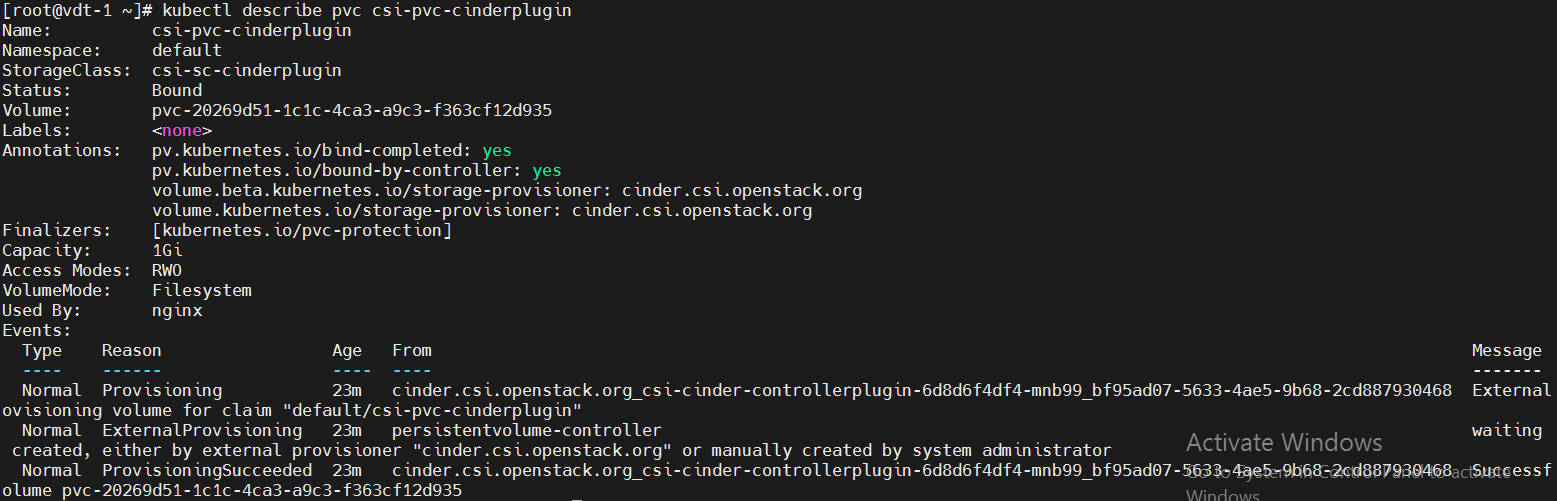 [root@vdt-1 ~]# kubectl describe pvc csi-pvc-cinderplugin
Name:          csi-pvc-cinderplugin
Namespace:     default
StorageClass:  csi-sc-cinderplugin
Status:        Bound
Volume:        pvc-20269d51-1c1c-4ca3-a9c3-f363cf12d935
Labels:        <none>
Annotations:   pv.kubernetes.io/bind-completed: yes
               pv.kubernetes.io/bound-by-controller: yes
               volume.beta.kubernetes.io/storage-provisioner: cinder.csi.openstack.org
               volume.kubernetes.io/storage-provisioner: cinder.csi.openstack.org
Finalizers:    [kubernetes.io/pvc-protection]
Capacity:      1Gi
Access Modes:  RWO
VolumeMode:    Filesystem
Used By:       nginx
Events:
  Type    Reason                 Age   From                                                                                                        Message
  ----    ------                 ----  ----                                                                                                        -------
  Normal  Provisioning           23m   cinder.csi.openstack.org_csi-cinder-controllerplugin-6d8d6f4df4-mnb99_bf95ad07-5633-4ae5-9b68-2cd887930468  External
ovisioning volume for claim "default/csi-pvc-cinderplugin"
  Normal  ExternalProvisioning   23m   persistentvolume-controller                                                                                 waiting
 created, either by external provisioner "cinder.csi.openstack.org" or manually created by system administrator
  Normal  ProvisioningSucceeded  23m   cinder.csi.openstack.org_csi-cinder-controllerplugin-6d8d6f4df4-mnb99_bf95ad07-5633-4ae5-9b68-2cd887930468  Successf
olume pvc-20269d51-1c1c-4ca3-a9c3-f363cf12d935
Activate Windows
Go to System in Control Panel to activate
Windows.